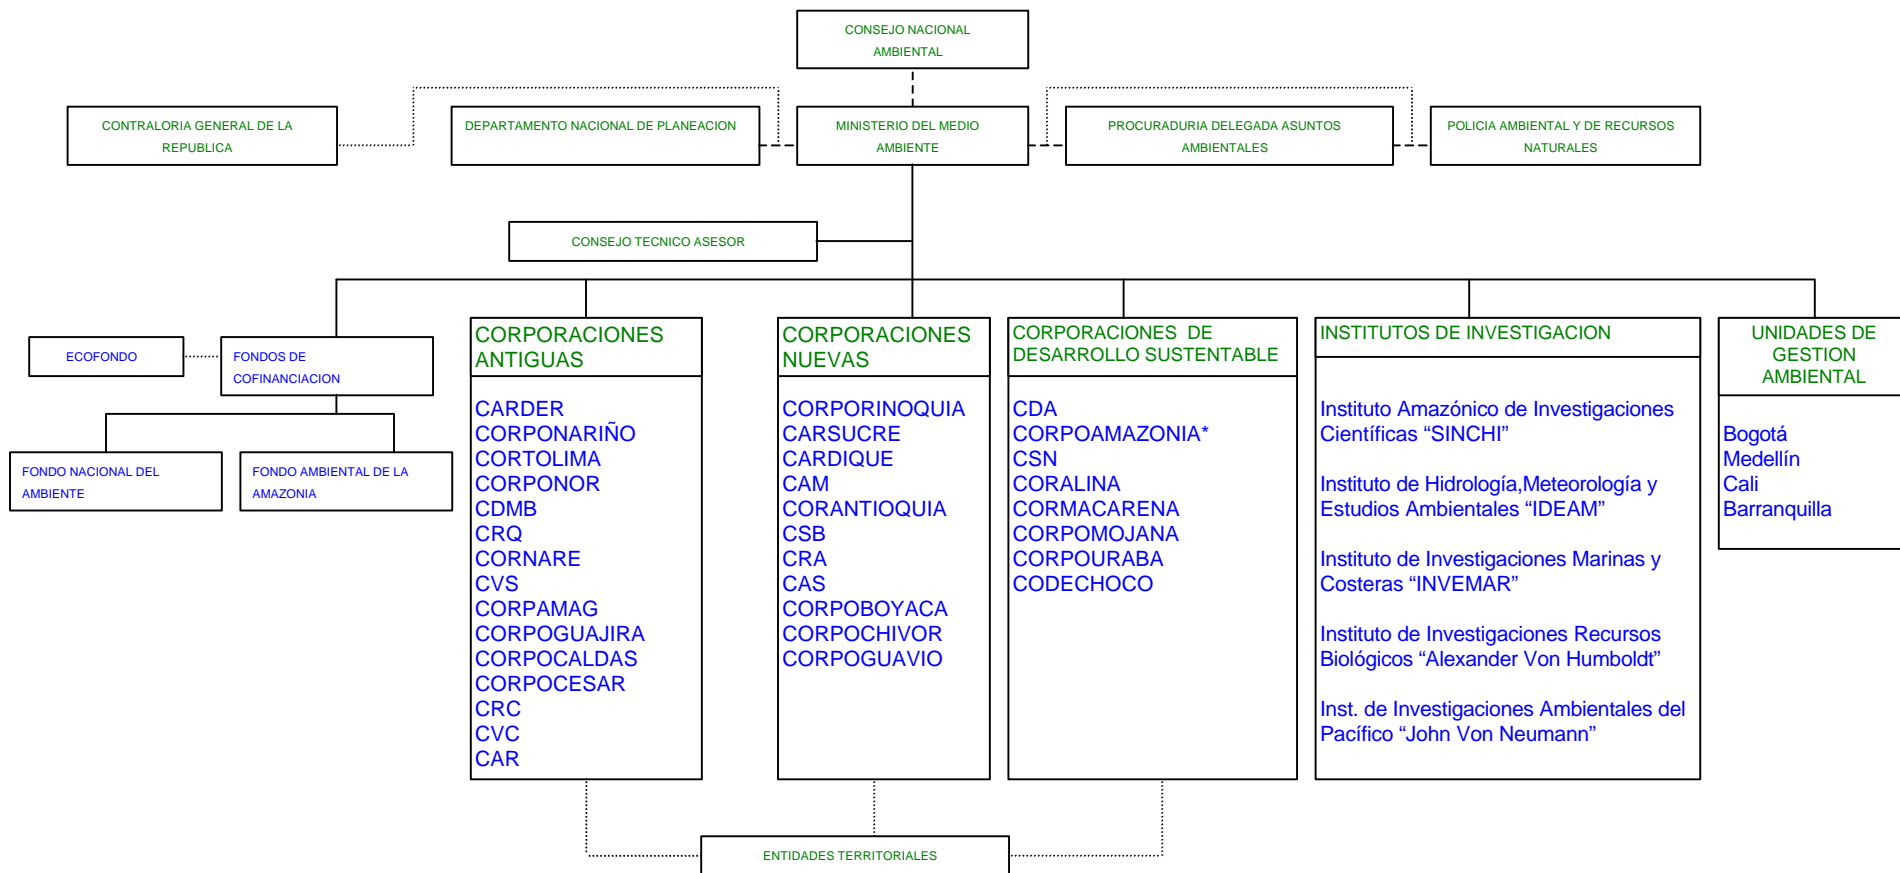 CONSEJO NACIONAL
AMBIENTAL
CONTRALORIA GENERAL DE LA
REPUBLICA
DEPARTAMENTO NACIONAL DE PLANEACION
MINISTERIO DEL MEDIO
AMBIENTE
PROCURADURIA DELEGADA ASUNTOS
AMBIENTALES
POLICIA AMBIENTAL Y DE RECURSOS
NATURALES
CONSEJO TECNICO ASESOR
ECOFONDO
FONDOS DE
COFINANCIACION
FONDO NACIONAL DEL
AMBIENTE
FONDO AMBIENTAL DE LA
AMAZONIA
CORPORACIONES
ANTIGUAS
CARDER
CORPONARIÑO
CORTOLIMA
CORPONOR
CDMB
CRQ
CORNARE
CVS
CORPAMAG
CORPOGUAJIRA
CORPOCALDAS
CORPOCESAR
CRC
CVC
CAR
CORPORACIONES
NUEVAS
CORPORINOQUIA
CARSUCRE
CARDIQUE
CAM
CORANTIOQUIA
CSB
CRA
CAS
CORPOBOYACA
CORPOCHIVOR
CORPOGUAVIO
CORPORACIONES DE
DESARROLLO SUSTENTABLE
CDA
CORPOAMAZONIA*
CSN
CORALINA
CORMACARENA
CORPOMOJANA
CORPOURABA
CODECHOCO
INSTITUTOS DE INVESTIGACION
Instituto Amazónico de Investigaciones
Científicas “SINCHI”
Instituto de Hidrología,Meteorología y
Estudios Ambientales “IDEAM”
Instituto de Investigaciones Marinas y
Costeras “INVEMAR”
Instituto de Investigaciones Recursos
Biológicos “Alexander Von Humboldt”
Inst. de Investigaciones Ambientales del
Pacífico “John Von Neumann”
UNIDADES DE
GESTION
AMBIENTAL
Bogotá
Medellín
Cali
Barranquilla
ENTIDADES TERRITORIALES